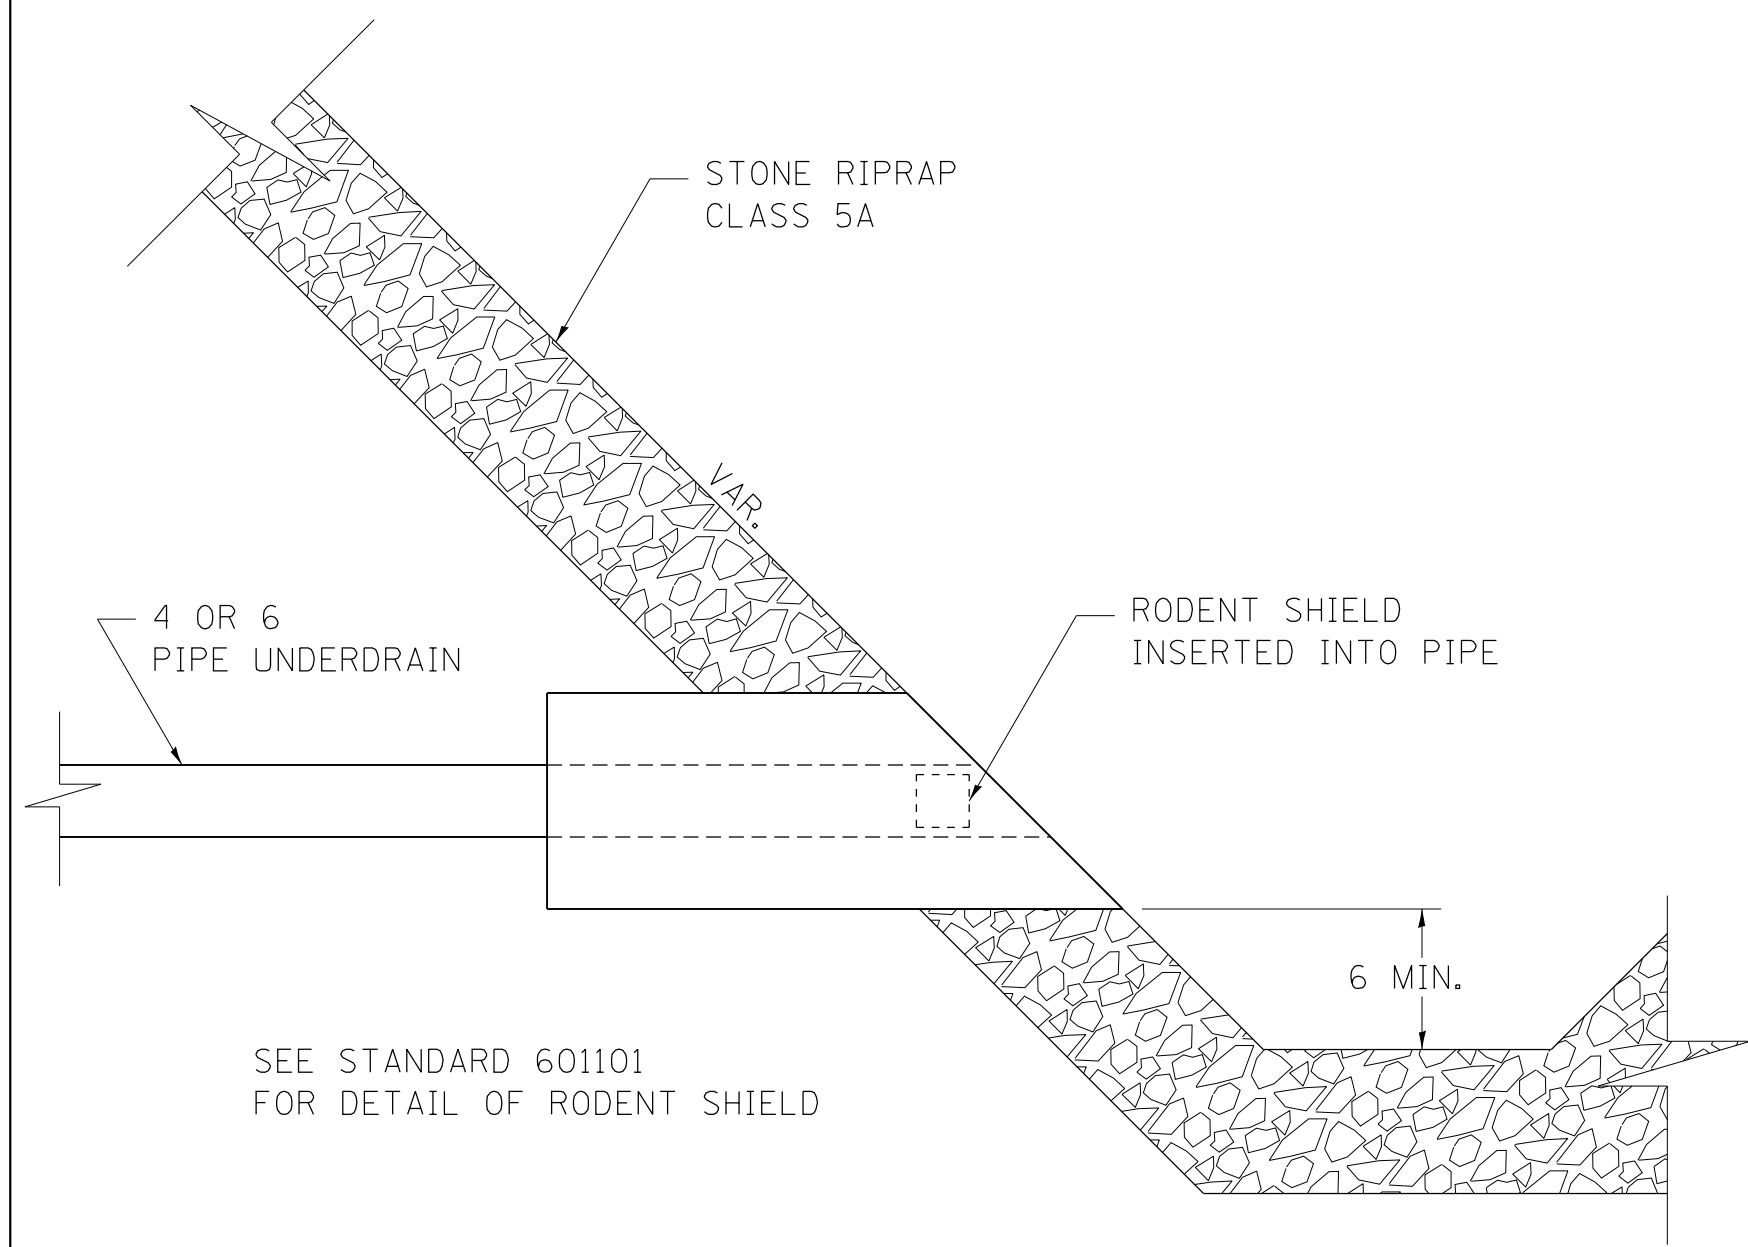 STONE RIPRAP
CLASS 5A
VAR.
4 OR 6
PIPE UNDERDRAIN
RODENT SHIELD
INSERTED INTO PIPE
6 MIN.
SEE STANDARD 601101
FOR DETAIL OF RODENT SHIELD